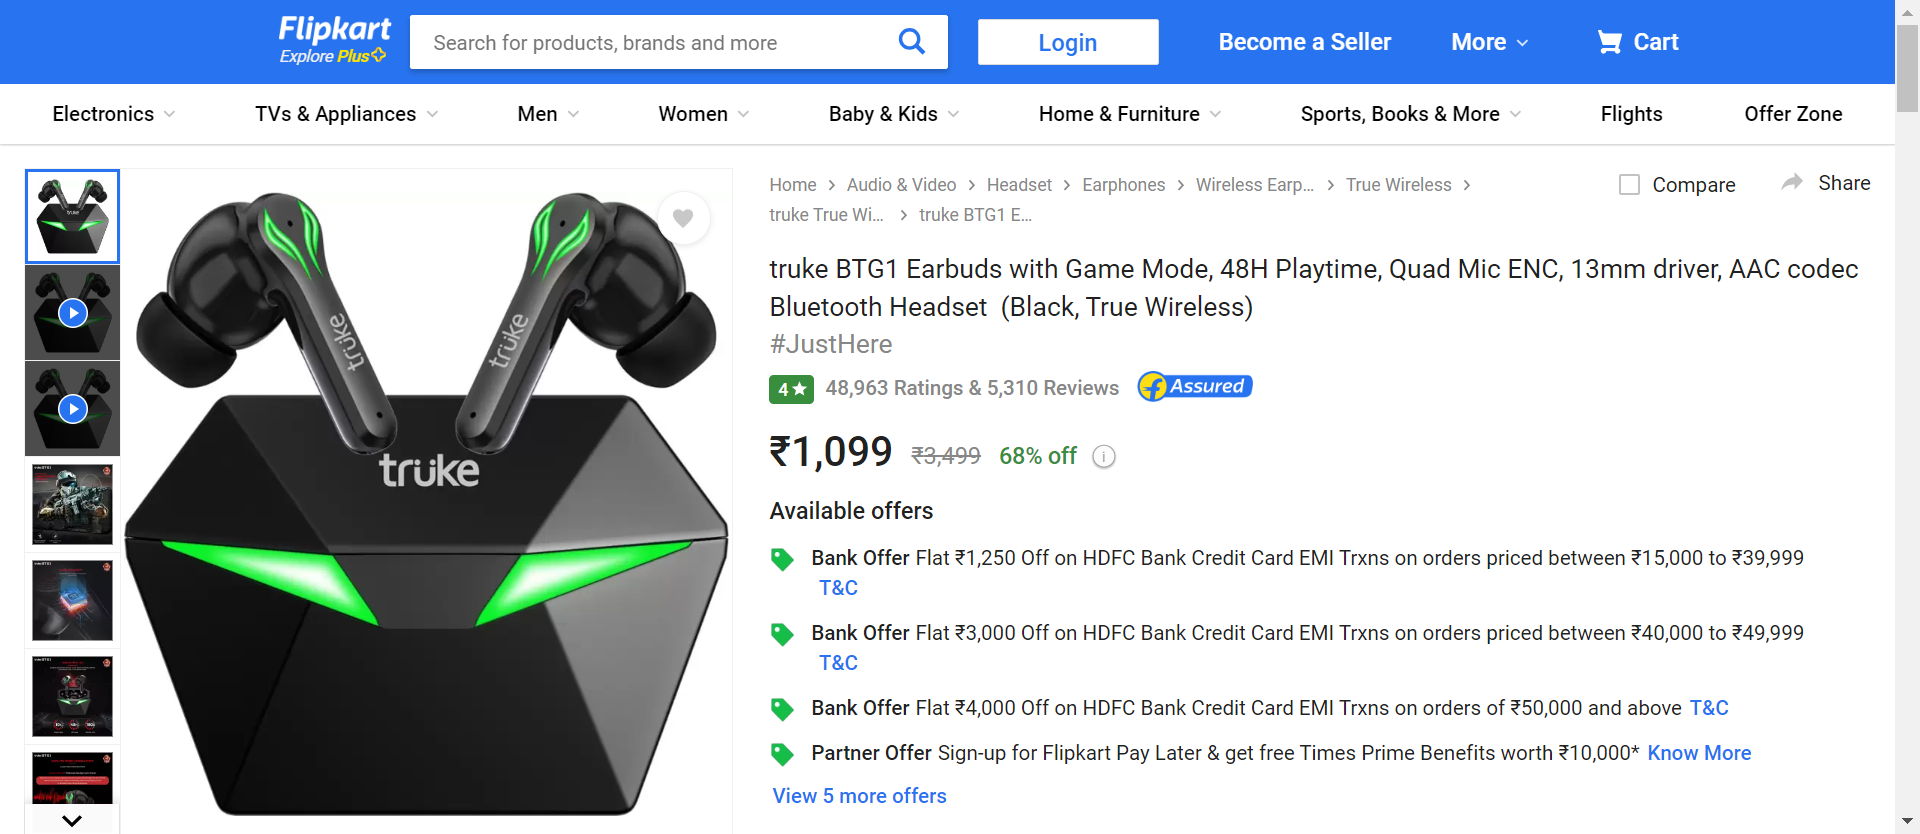 Flipkart
Explore Plus
Search for products, brands and more
Login
Become a Seller
More
Cart
Electronics
TVs & Appliances
Men
Women
Baby & Kids
Home & Furniture
Sports, Books & More
Flights
Offer Zone
Home > Audio & Video > Headset > Earphones > Wireless Earp... > True Wireless >
truke True Wi... > truke BTG1 E...
Compare
Share
truke
truke
truke
truke BTG1 Earbuds with Game Mode, 48H Playtime, Quad Mic ENC, 13mm driver, AAC codec
Bluetooth Headset (Black, True Wireless)
#JustHere
4★ 48,963 Ratings & 5,310 Reviews
f Assured
₹1,099 ₹3,499 68% off i
Available offers
Bank Offer Flat ₹1,250 Off on HDFC Bank Credit Card EMI Trxns on orders priced between ₹15,000 to ₹39,999
T&C
Bank Offer Flat ₹3,000 Off on HDFC Bank Credit Card EMI Trxns on orders priced between ₹40,000 to ₹49,999
T&C
Bank Offer Flat ₹4,000 Off on HDFC Bank Credit Card EMI Trxns on orders of ₹50,000 and above T&C
Partner Offer Sign-up for Flipkart Pay Later & get free Times Prime Benefits worth ₹10,000* Know More
View 5 more offers